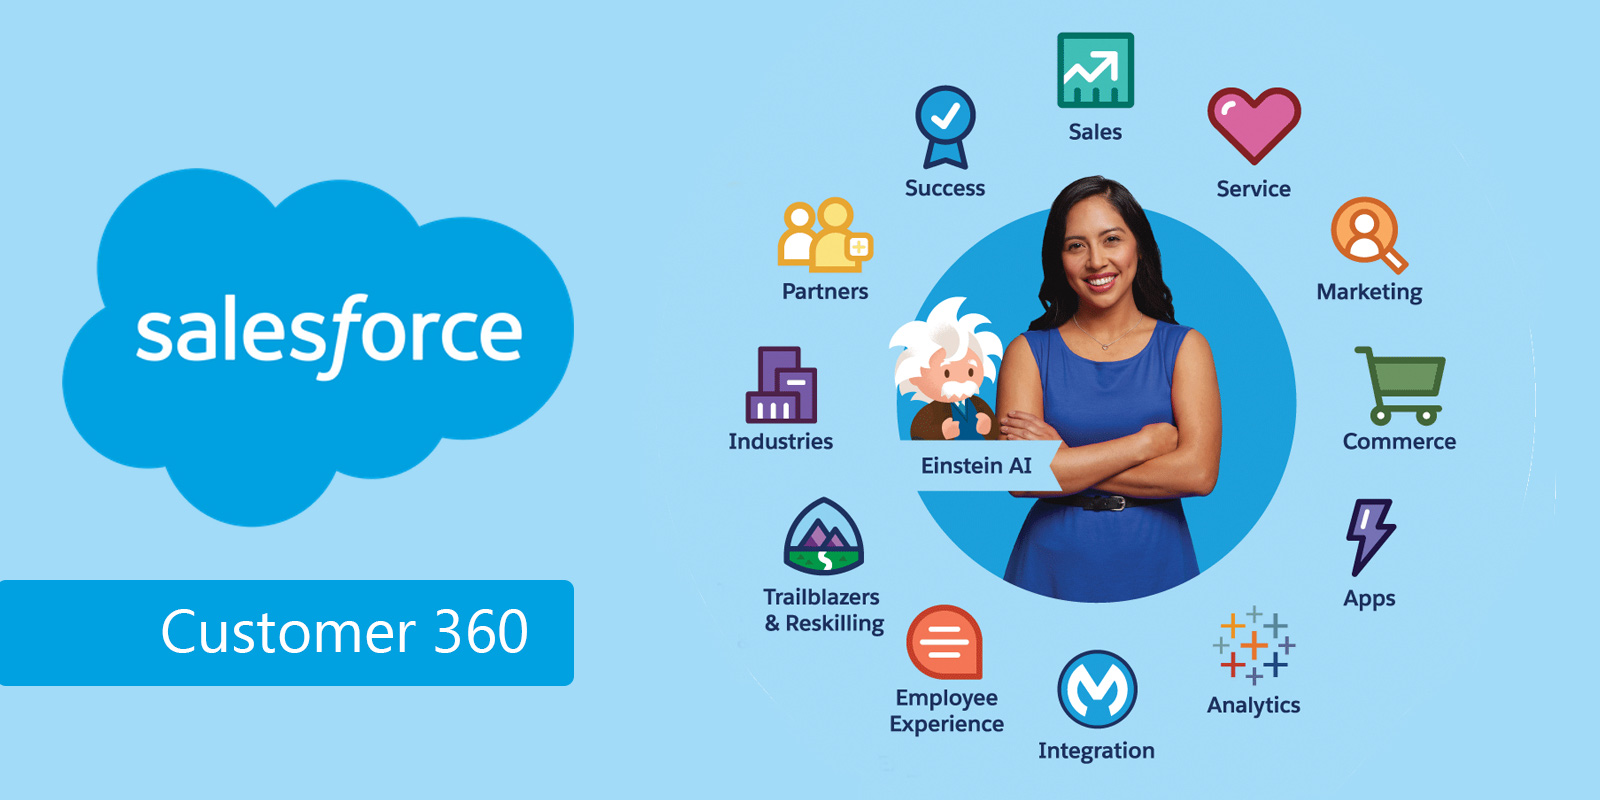 salesforce
Customer 360
Sales
Service
Marketing
Commerce
Apps
Analytics
Integration
Employee
Experience
Trailblazers
& Reskilling
Industries
Partners
Success
Einstein AI